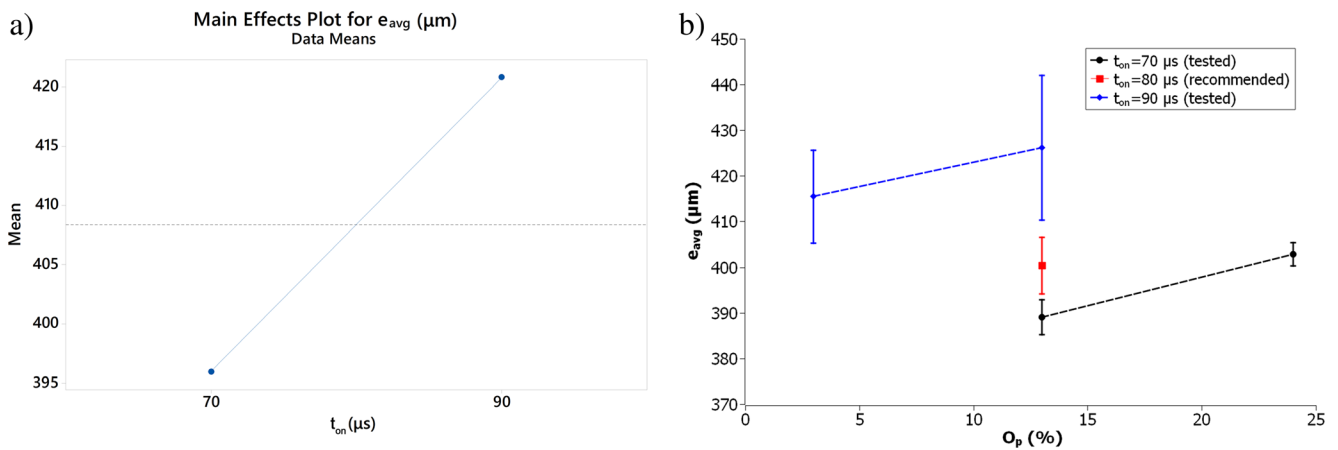 a)
Main Effects Plot for eavg (µm)
Data Means
420
415
410
405
400
395
Mean
70
90
ton (µs)
b)
450
440
430
420
410
400
390
380
370
eavg (µm)
ton=70 µs (tested)
ton=80 µs (recommended)
ton=90 µs (tested)
0
5
10
15
20
25
Op (%)